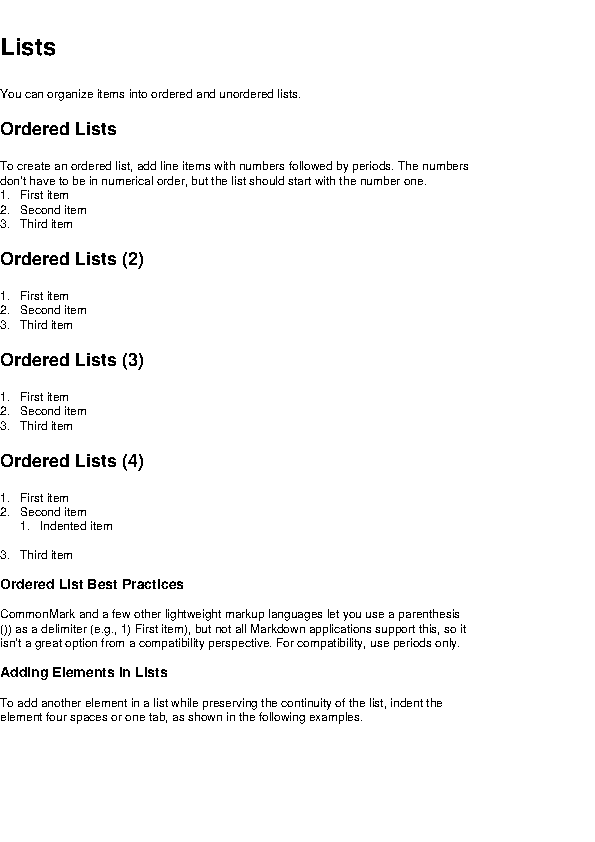 Lists
You can organize items into ordered and unordered lists.
Ordered Lists
To create an ordered list, add line items with numbers followed by periods. The numbers
don't have to be in numerical order, but the list should start with the number one.
1. First item
2. Second item
3. Third item
Ordered Lists (2)
1. First item
2. Second item
3. Third item
Ordered Lists (3)
1. First item
2. Second item
3. Third item
Ordered Lists (4)
1. First item
2. Second item
1. Indented item
3. Third item
Ordered List Best Practices
CommonMark and a few other lightweight markup languages let you use a parenthesis
()) as a delimiter (e.g., 1) First item), but not all Markdown applications support this, so it
isn't a great option from a compatibility perspective. For compatibility, use periods only.
Adding Elements in Lists
To add another element in a list while preserving the continuity of the list, indent the
element four spaces or one tab, as shown in the following examples.